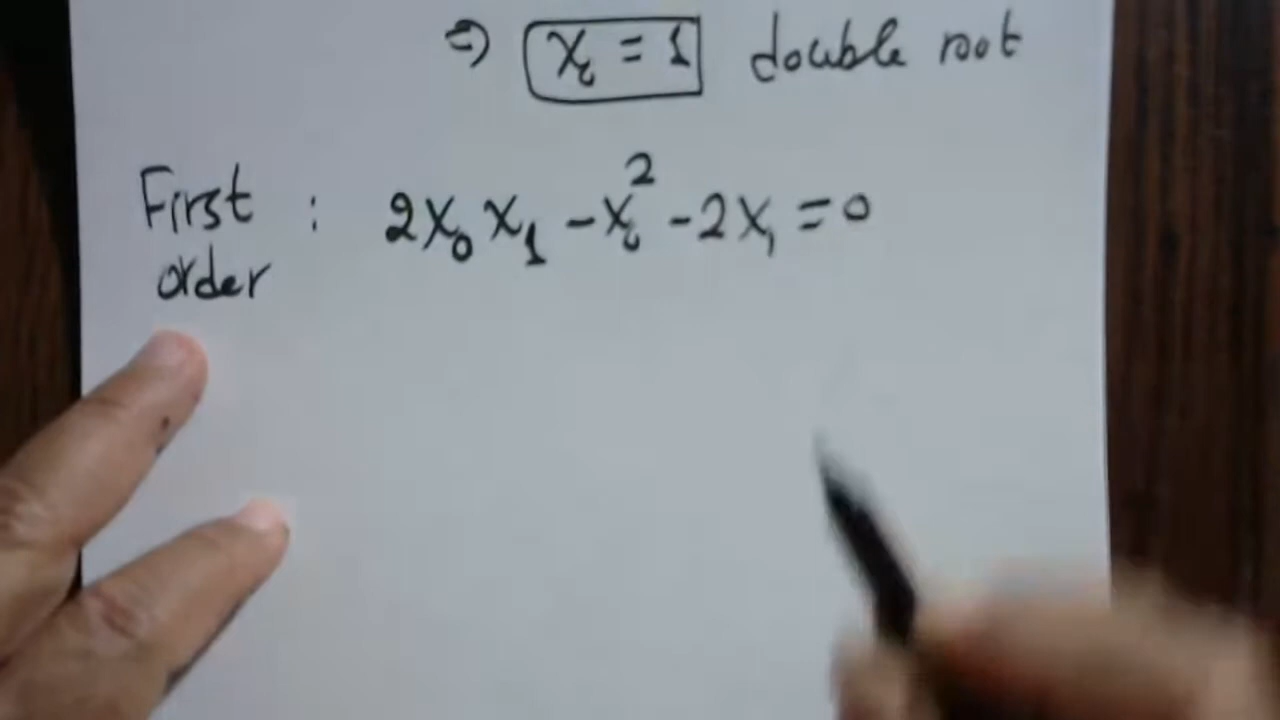 ⇒ x₀ = 1 double root
First order : 2x₀x₁ - x₀² - 2x₁ = 0